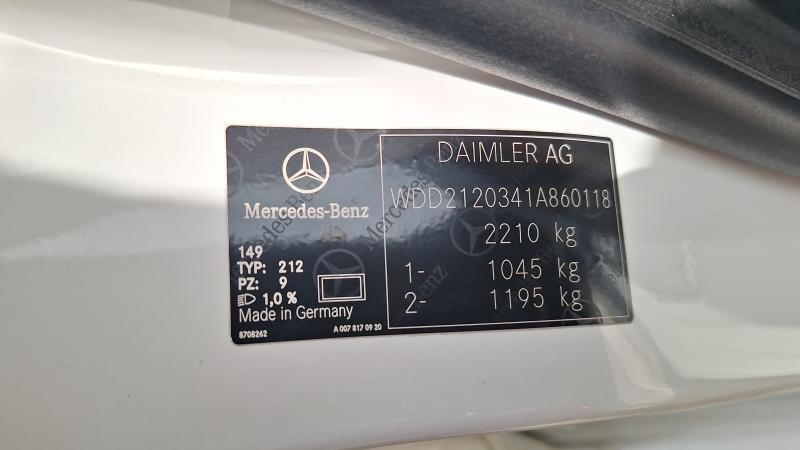 Mercedes-Benz
149
TYP: 212
PZ: 9
1,0 %
Made in Germany
8708262
A 007 817 09 20
DAIMLER AG
WDD2120341A860118
2210 kg
1- 1045 kg
2- 1195 kg